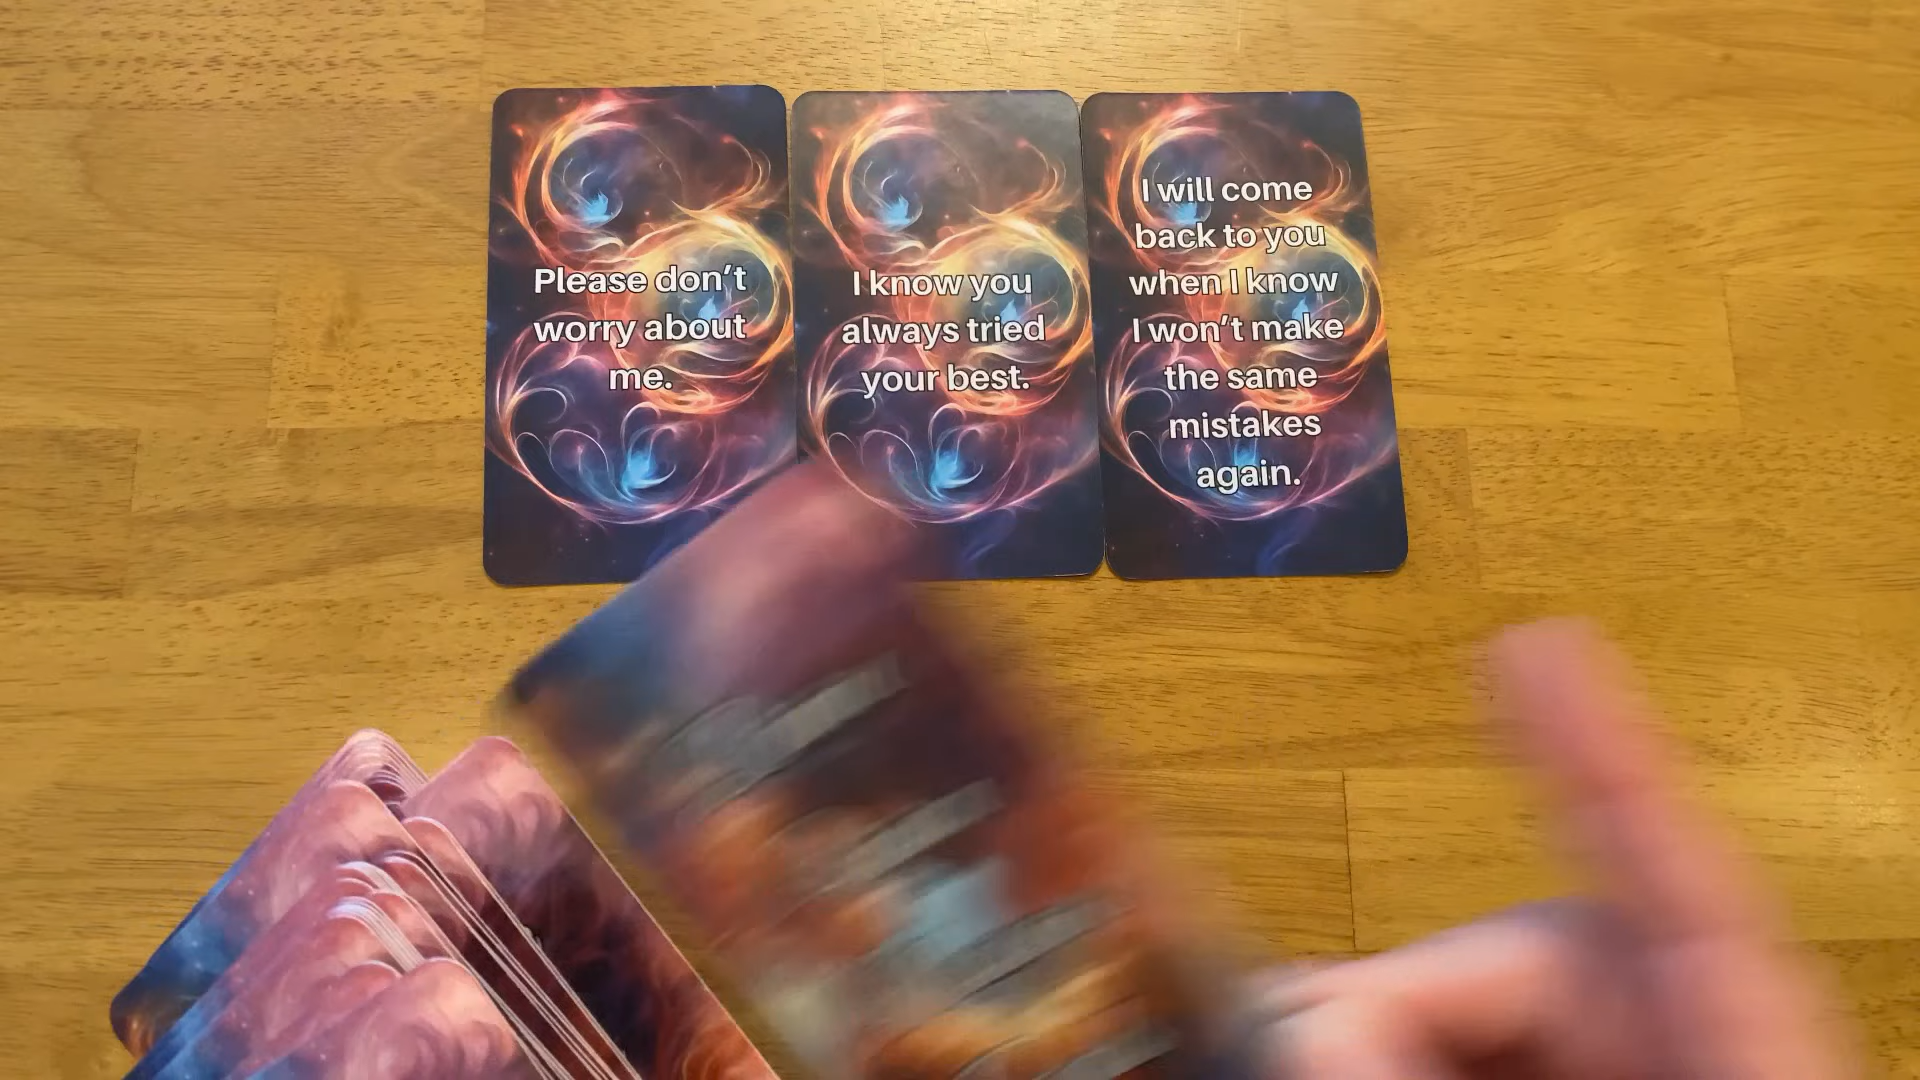 Please don't
worry about
me.
I know you
always tried
your best.
I will come
back to you
when I know
I won't make
the same
mistakes
again.